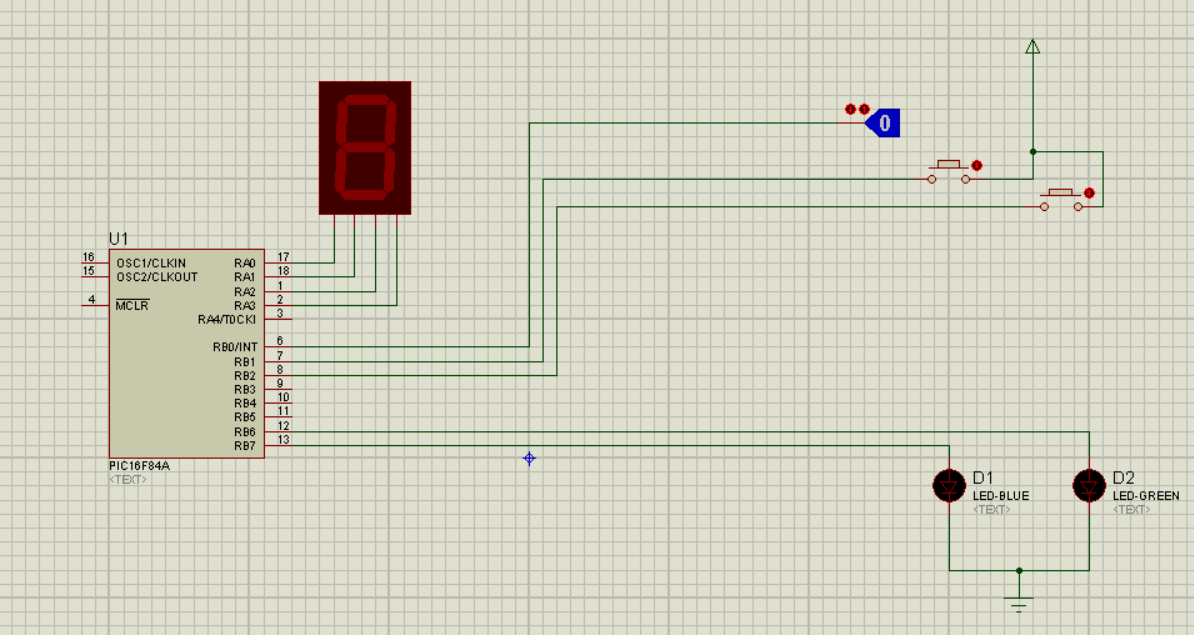 0
U1
16 OSC1/CLKIN RA0 17
15 OSC2/CLKOUT RA1 18
RA2 1
4 MCLR RA3 2
RA4/T0CKI 3
RB0/INT 6
RB1 7
RB2 8
RB3 9
RB4 10
RB5 11
RB6 12
RB7 13
PIC16F84A
<TEXT>
D1
LED-BLUE
<TEXT>
D2
LED-GREEN
<TEXT>